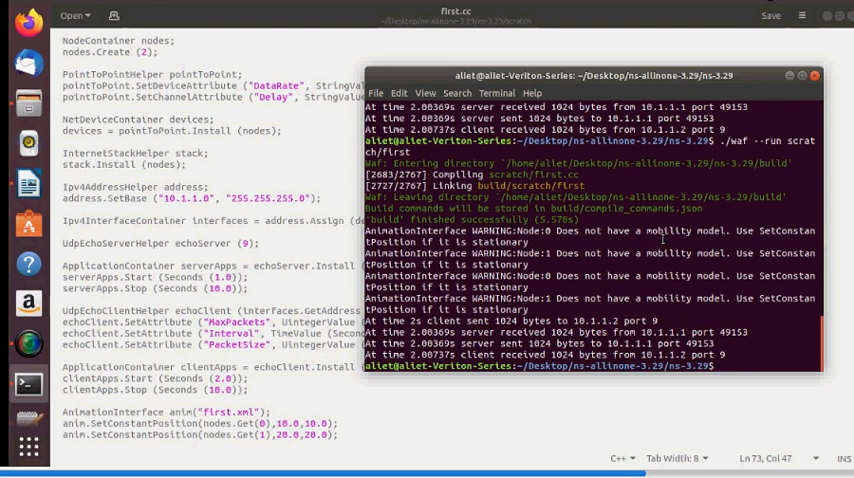 Open
first.cc
~/Desktop/ns-allinone-3.29/ns-3.29/scratch
Save
NodeContainer nodes;
nodes.Create (2);
PointToPointHelper pointToPoint;
pointToPoint.SetDeviceAttribute ("DataRate", StringVal
pointToPoint.SetChannelAttribute ("Delay", StringValue
NetDeviceContainer devices;
devices = pointToPoint.Install (nodes);
InternetStackHelper stack;
stack.Install (nodes);
Ipv4AddressHelper address;
address.SetBase ("10.1.1.0", "255.255.255.0");
Ipv4InterfaceContainer interfaces = address.Assign (de
UdpEchoServerHelper echoServer (9);
ApplicationContainer serverApps = echoServer.Install (
serverApps.Start (Seconds (1.0));
serverApps.Stop (Seconds (10.0));
UdpEchoClientHelper echoClient (interfaces.GetAddress
echoClient.SetAttribute ("MaxPackets", UintegerValue (
echoClient.SetAttribute ("Interval", TimeValue (Second
echoClient.SetAttribute ("PacketSize", UintegerValue (
ApplicationContainer clientApps = echoClient.Install (
clientApps.Start (Seconds (2.0));
clientApps.Stop (Seconds (10.0));
AnimationInterface anim("first.xml");
anim.SetConstantPosition(nodes.Get(0),10.0,10.0);
anim.SetConstantPosition(nodes.Get(1),20.0,20.0);
aliet@aliet-Veriton-Series: ~/Desktop/ns-allinone-3.29/ns-3.29
File Edit View Search Terminal Help
At time 2.00369s server received 1024 bytes from 10.1.1.1 port 49153
At time 2.00369s server sent 1024 bytes to 10.1.1.1 port 49153
At time 2.00737s client received 1024 bytes from 10.1.1.2 port 9
aliet@aliet-Veriton-Series:~/Desktop/ns-allinone-3.29/ns-3.29$ ./waf --run scrat
ch/first
Waf: Entering directory `/home/aliet/Desktop/ns-allinone-3.29/ns-3.29/build'
[2683/2767] Compiling scratch/first.cc
[2727/2767] Linking build/scratch/first
Waf: Leaving directory `/home/aliet/Desktop/ns-allinone-3.29/ns-3.29/build'
Build commands will be stored in build/compile_commands.json
'build' finished successfully (5.570s)
AnimationInterface WARNING:Node:0 Does not have a mobility model. Use SetConstan
tPosition if it is stationary
AnimationInterface WARNING:Node:1 Does not have a mobility model. Use SetConstan
tPosition if it is stationary
AnimationInterface WARNING:Node:0 Does not have a mobility model. Use SetConstan
tPosition if it is stationary
AnimationInterface WARNING:Node:1 Does not have a mobility model. Use SetConstan
tPosition if it is stationary
At time 2s client sent 1024 bytes to 10.1.1.2 port 9
At time 2.00369s server received 1024 bytes from 10.1.1.1 port 49153
At time 2.00369s server sent 1024 bytes to 10.1.1.1 port 49153
At time 2.00737s client received 1024 bytes from 10.1.1.2 port 9
aliet@aliet-Veriton-Series:~/Desktop/ns-allinone-3.29/ns-3.29$
C++ Tab Width: 8 Ln 73, Col 47 INS